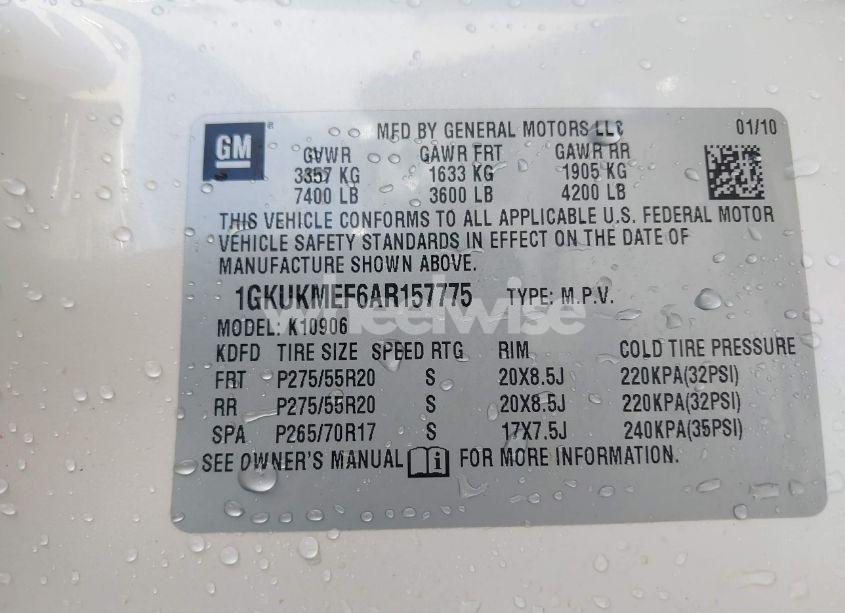 GM ® MFD BY GENERAL MOTORS LLC 01/10
GVWR GAWR FRT GAWR RR
3357 KG 1633 KG 1905 KG
7400 LB 3600 LB 4200 LB
THIS VEHICLE CONFORMS TO ALL APPLICABLE U.S. FEDERAL MOTOR
VEHICLE SAFETY STANDARDS IN EFFECT ON THE DATE OF
MANUFACTURE SHOWN ABOVE.
1GKUKMEF6AR157775 TYPE: M.P.V.
wheelwise
MODEL: K10906
KDFD TIRE SIZE SPEED RTG RIM COLD TIRE PRESSURE
FRT P275/55R20 S 20X8.5J 220KPA(32PSI)
RR P275/55R20 S 20X8.5J 220KPA(32PSI)
SPA P265/70R17 S 17X7.5J 240KPA(35PSI)
SEE OWNER'S MANUAL i FOR MORE INFORMATION.